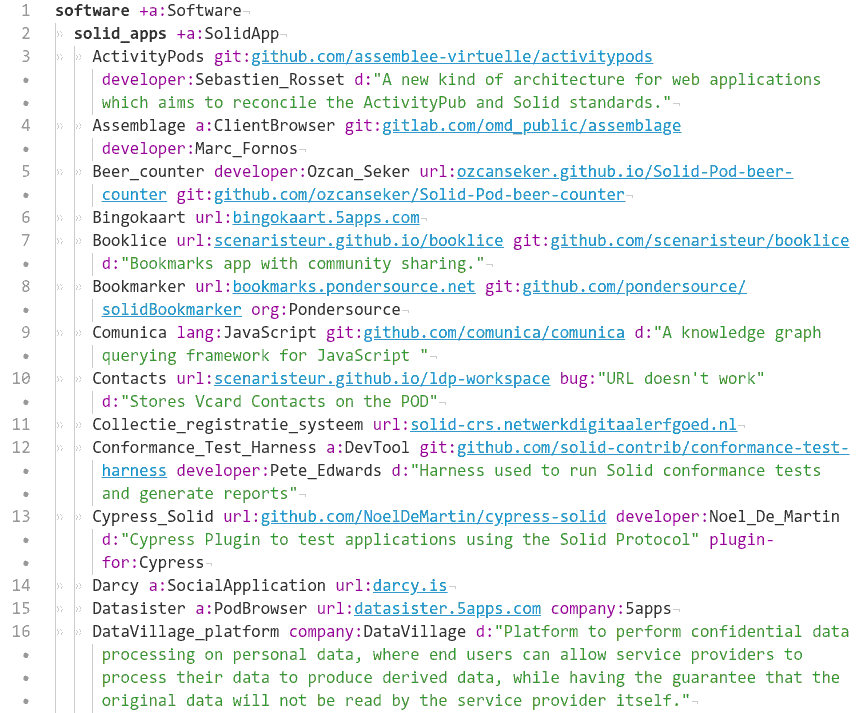 1 software +a:Software
2 solid_apps +a:SolidApp
3 ActivityPods git:github.com/assemblee-virtuelle/activitypods
developer:Sebastien_Rosset d:"A new kind of architecture for web applications
which aims to reconcile the ActivityPub and Solid standards."
4 Assemblage a:ClientBrowser git:gitlab.com/omd_public/assemblage
developer:Marc_Fornos
5 Beer_counter developer:Ozcan_Seker url:ozcanseker.github.io/Solid-Pod-beer-
counter git:github.com/ozcanseker/Solid-Pod-beer-counter
6 Bingokaart url:bingokaart.5apps.com
7 Booklice url:scenaristeur.github.io/booklice git:github.com/scenaristeur/booklice
d:"Bookmarks app with community sharing."
8 Bookmarker url:bookmarks.pondersource.net git:github.com/pondersource/
solidBookmarker org:Pondersource
9 Comunica lang:JavaScript git:github.com/comunica/comunica d:"A knowledge graph
querying framework for JavaScript "
10 Contacts url:scenaristeur.github.io/ldp-workspace bug:"URL doesn't work"
d:"Stores Vcard Contacts on the POD"
11 Collectie_registratie_systeem url:solid-crs.netwerkdigitaalerfgoed.nl
12 Conformance_Test_Harness a:DevTool git:github.com/solid-contrib/conformance-test-
harness developer:Pete_Edwards d:"Harness used to run Solid conformance tests
and generate reports"
13 Cypress_Solid url:github.com/NoelDeMartin/cypress-solid developer:Noel_De_Martin
d:"Cypress Plugin to test applications using the Solid Protocol" plugin-
for:Cypress
14 Darcy a:SocialApplication url:darcy.is
15 Datasister a:PodBrowser url:datasister.5apps.com company:5apps
16 DataVillage_platform company:DataVillage d:"Platform to perform confidential data
processing on personal data, where end users can allow service providers to
process their data to produce derived data, while having the guarantee that the
original data will not be read by the service provider itself."